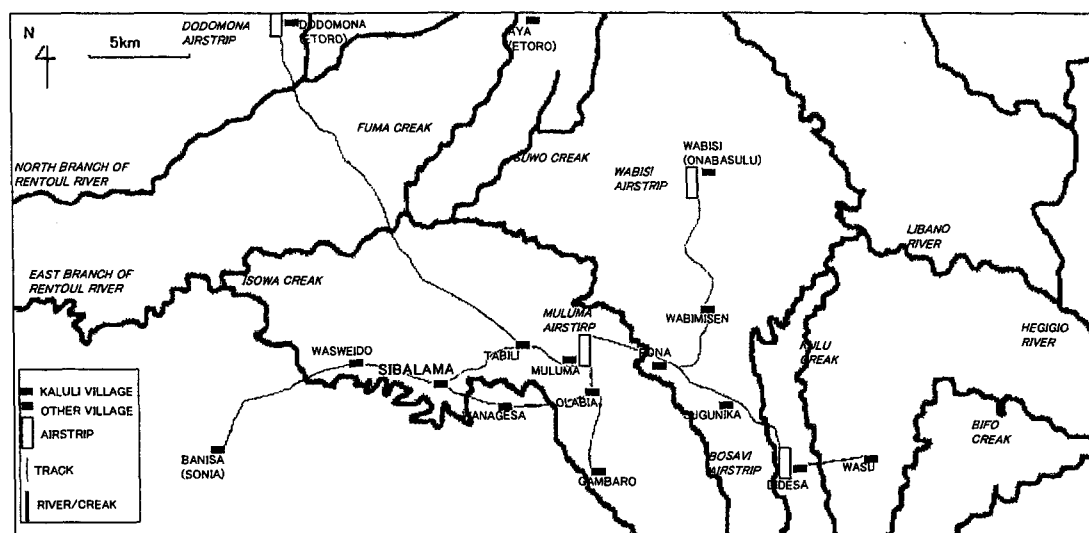 N
5km
DODOMONA
AIRSTRIP
DODOMONA
(ETORO)
AYA
(ETORO)
FUMA CREAK
SUWO CREAK
NORTH BRANCH OF
RENTOUL RIVER
WABISI
(ONABASULU)
WABISI
AIRSTRIP
LIBANO
RIVER
EAST BRANCH OF
RENTOUL RIVER
ISOWA CREAK
HEGIGIO
RIVER
MULUMA
AIRSTIRP
WABIMISEN
KULU
CREAK
WASWEIDO
TABILI
SIBALAMA
MULUMA
BONA
OLABIA
SUGUNIKA
KALULI VILLAGE
OTHER VILLAGE
AIRSTRIP
TRACK
RIVER/CREAK
BANISA
(SONIA)
GAMBARO
BOSAVI
AIRSTRIP
DIDESA
WASU
BIFO
CREAK